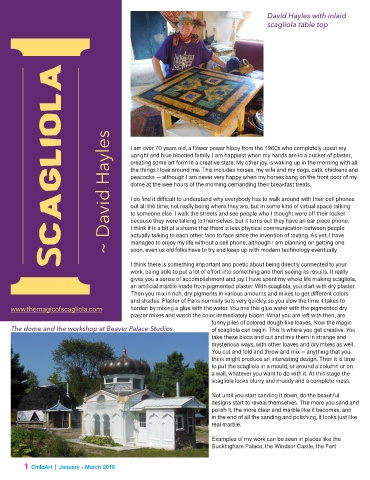 David Hayles with inlaid
scagliola table top
SCAGLIOLA
~ David Hayles
www.themagicofscagliola.com
The dome and the workshop at Beaver Palace Studios
I am over 70 years old, a flower power hippy from the 1960s who completely upset my
upright and blue blooded family. I am happiest when my hands are in a bucket of plaster,
creating some art form in a creative state. My other joy, is waking up in the morning with all
the things I love around me. This includes horses, my wife and my dogs, cats, chickens and
peacocks — although I am never very happy when my horses bang on the front door of my
dome at the wee hours of the morning demanding their breakfast treats.
I do find it difficult to understand why everybody has to walk around with their cell phones
out all the time, not really being where they are, but in some kind of virtual space talking
to someone else. I walk the streets and see people who I thought were off their rocker
because they were talking to themselves, but it turns out they have an ear piece phone.
I think it is a bit of a shame that there is less physical communication between people
actually talking to each other face to face since the invention of texting. As yet, I have
managed to enjoy my life without a cell phone, although I am planning on getting one
soon, even us old folks have to try and keep up with modern technology eventually.
I think there is something important and poetic about being directly connected to your
work, being able to put a lot of effort into something and then seeing its results. It really
gives you a sense of accomplishment and joy. I have spent my whole life making scagliola,
an artificial marble made from pigmented plaster. With scagliola, you start with dry plaster.
Then you mix in rich, dry pigments in various amounts and mixes to get different colors
and shades. Plaster of Paris normally sets very quickly, so you slow the time it takes to
harden by mixing a glue with the water. You mix this glue water with the pigmented dry
plaster mixes and watch the color immediately bloom. What you are left with then, are
funny piles of colored dough-like loaves. Now the magic
of scagliola can begin. This is where you get creative. You
take these blobs and cut and mix them in strange and
mysterious ways, with other loaves and dry mixes as well.
You cut and fold and throw and mix — anything that you
think might produce an interesting design. Then it is time
to put the scagliola in a mould, or around a column or on
a wall, whatever you want to do with it. At this stage the
scagliola looks blurry and muddy and a complete mess.
Not until you start sanding it down, do the beautiful
designs start to reveal themselves. The more you sand and
polish it, the more clear and marble like it becomes, and
in the end of all the sanding and polishing, it looks just like
real marble.
Examples of my work can be seen in places like the
Buckingham Palace, the Windsor Castle, the Port
1 ChildArt | January - March 2018